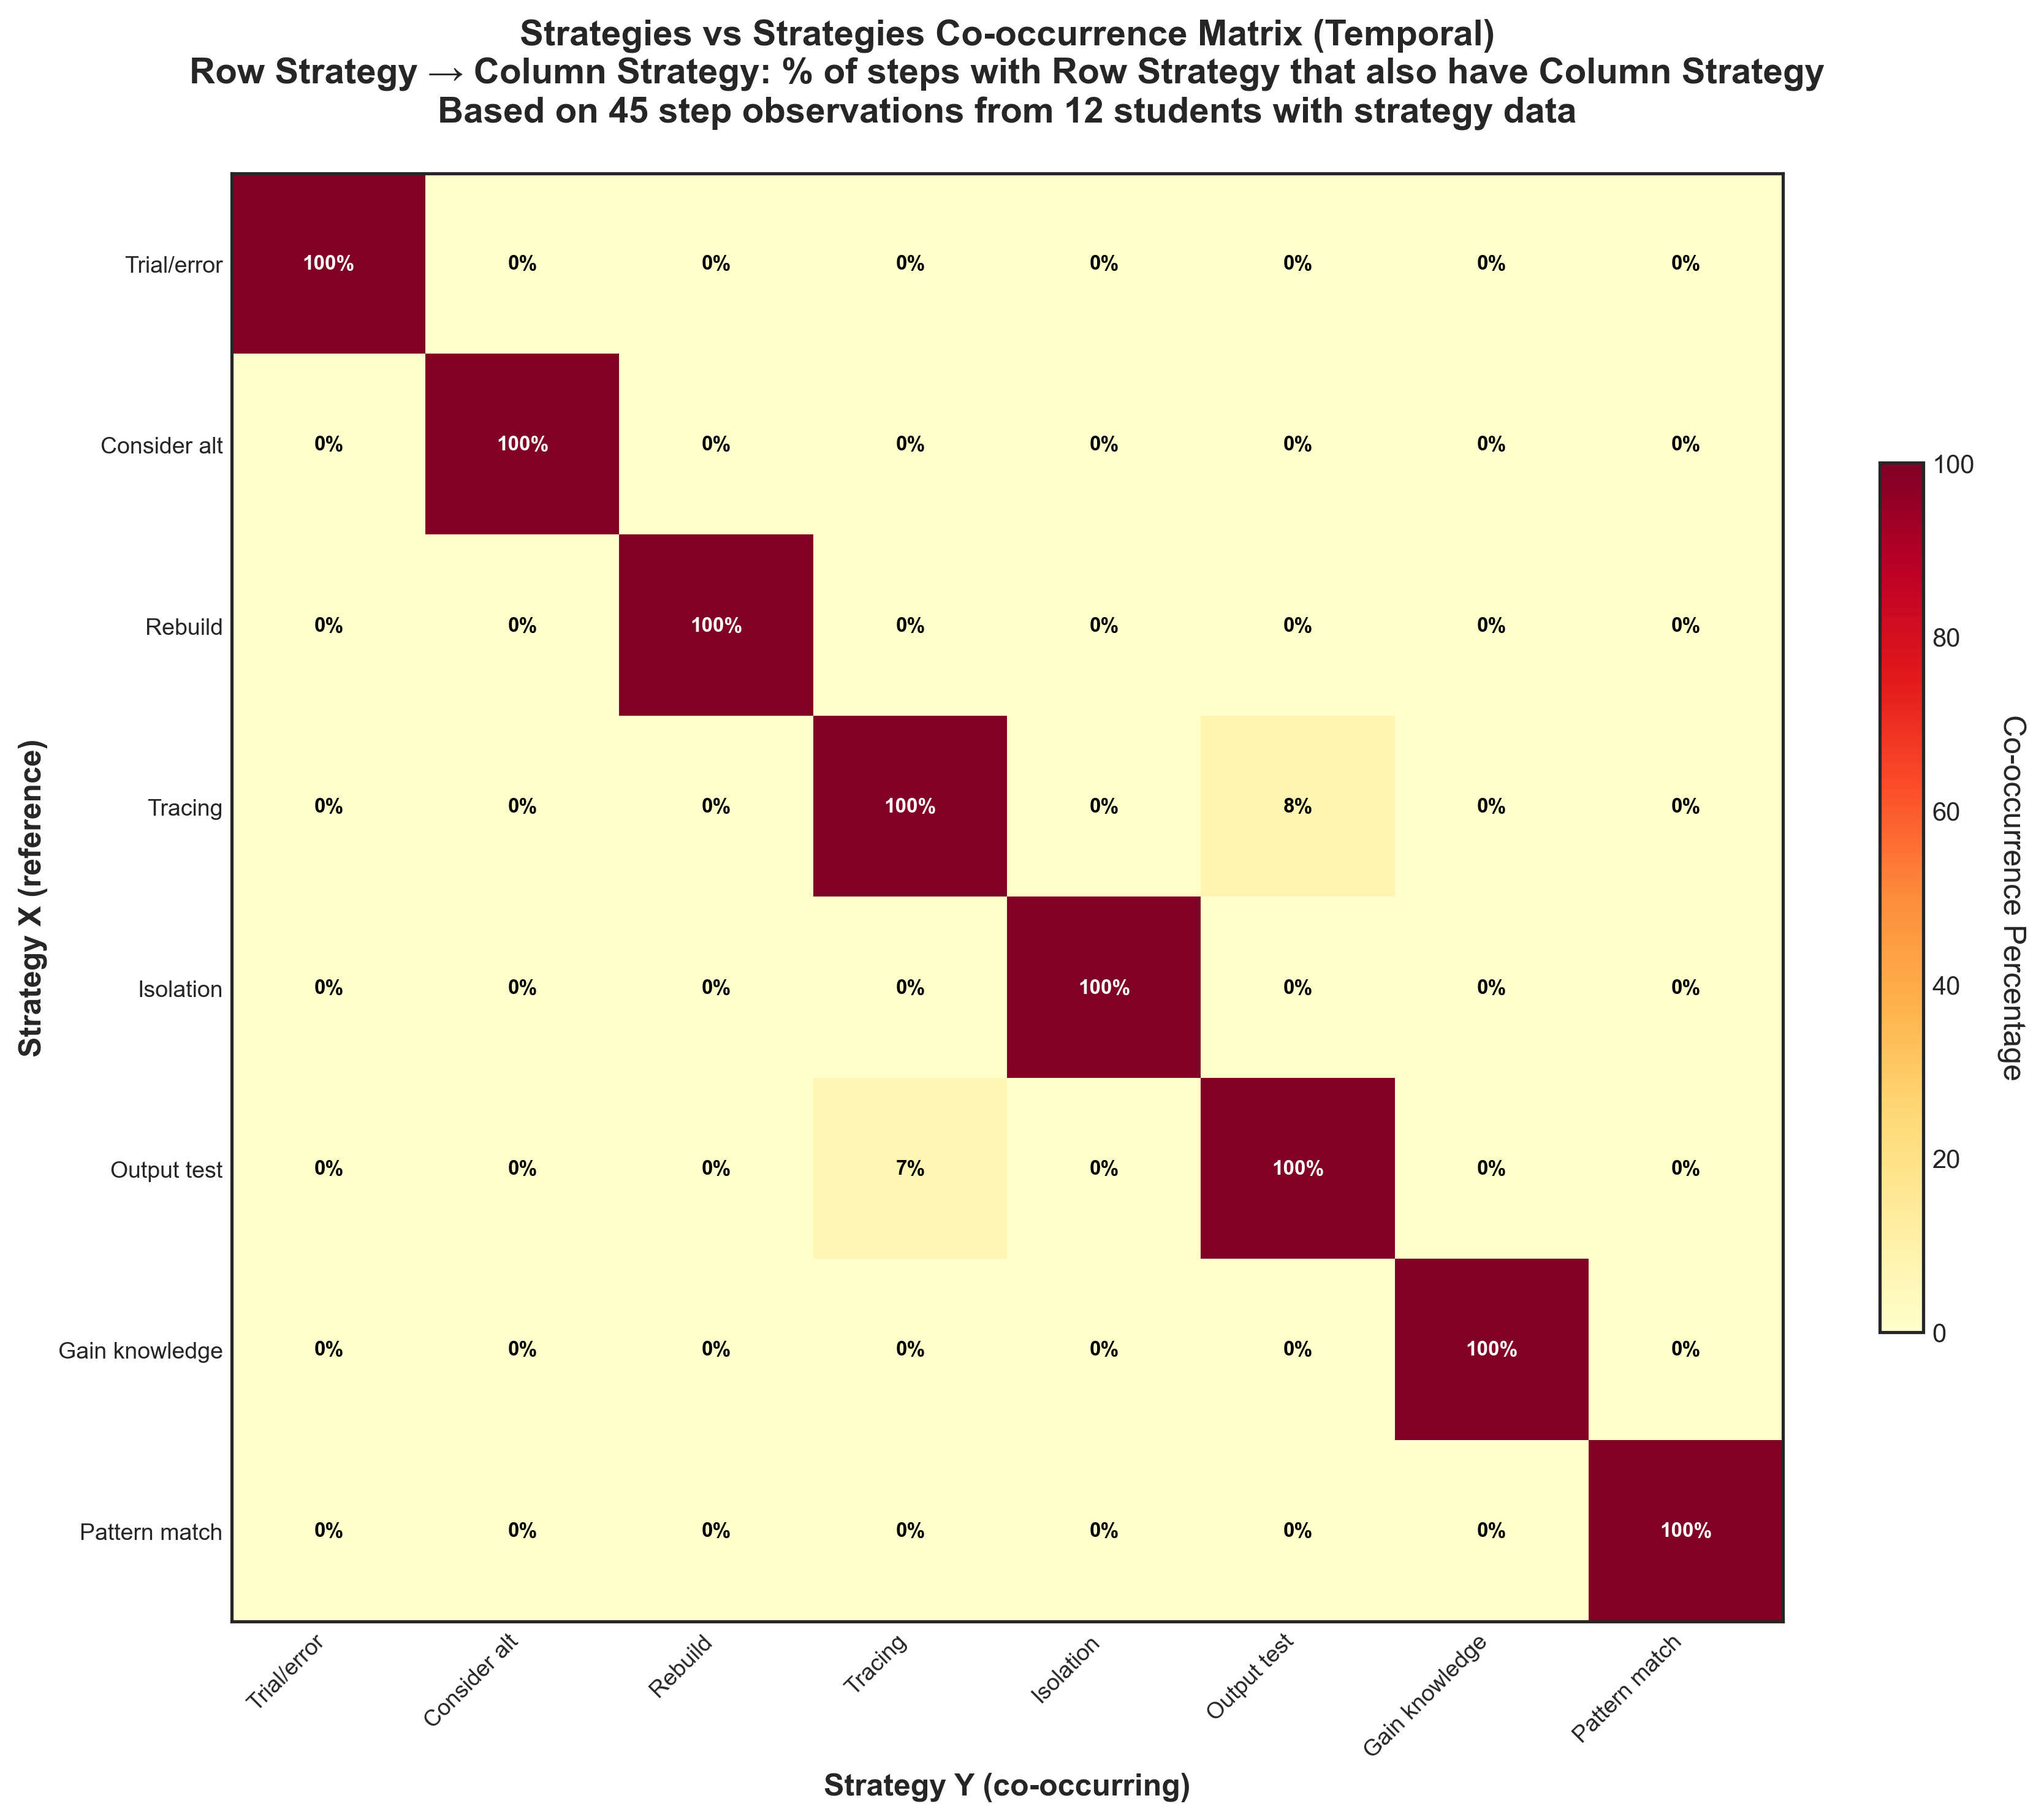 Strategies vs Strategies Co-occurrence Matrix (Temporal)
Row Strategy → Column Strategy: % of steps with Row Strategy that also have Column Strategy
Based on 45 step observations from 12 students with strategy data
Strategy X (reference)
Trial/error 100% 0% 0% 0% 0% 0% 0% 0%
Consider alt 0% 100% 0% 0% 0% 0% 0% 0%
Rebuild 0% 0% 100% 0% 0% 0% 0% 0%
Tracing 0% 0% 0% 100% 0% 8% 0% 0%
Isolation 0% 0% 0% 0% 100% 0% 0% 0%
Output test 0% 0% 0% 7% 0% 100% 0% 0%
Gain knowledge 0% 0% 0% 0% 0% 0% 100% 0%
Pattern match 0% 0% 0% 0% 0% 0% 0% 100%
Trial/error Consider alt Rebuild Tracing Isolation Output test Gain knowledge Pattern match
Strategy Y (co-occurring)
100
80
60
40
20
0
Co-occurrence Percentage